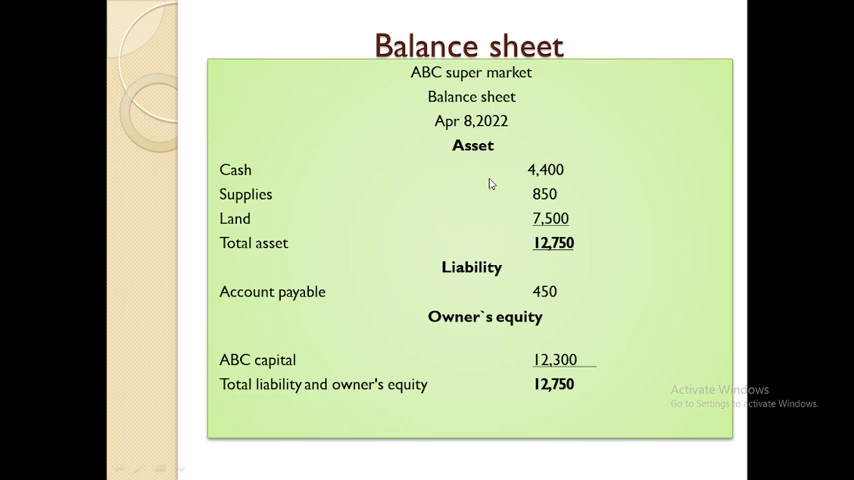 Balance sheet
ABC super market
Balance sheet
Apr 8,2022
Asset
Cash 4,400
Supplies 850
Land 7,500
Total asset 12,750
Liability
Account payable 450
Owner`s equity
ABC capital 12,300
Total liability and owner's equity 12,750
Activate Windows
Go to Settings to activate Windows.